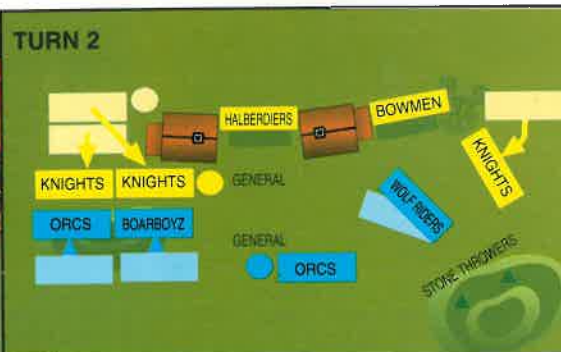 TURN 2
HALBERDIERS
BOWMEN
KNIGHTS
KNIGHTS
GENERAL
KNIGHTS
ORCS
BOARBOYZ
WOLF RIDERS
GENERAL
ORCS
STONE THROWERS